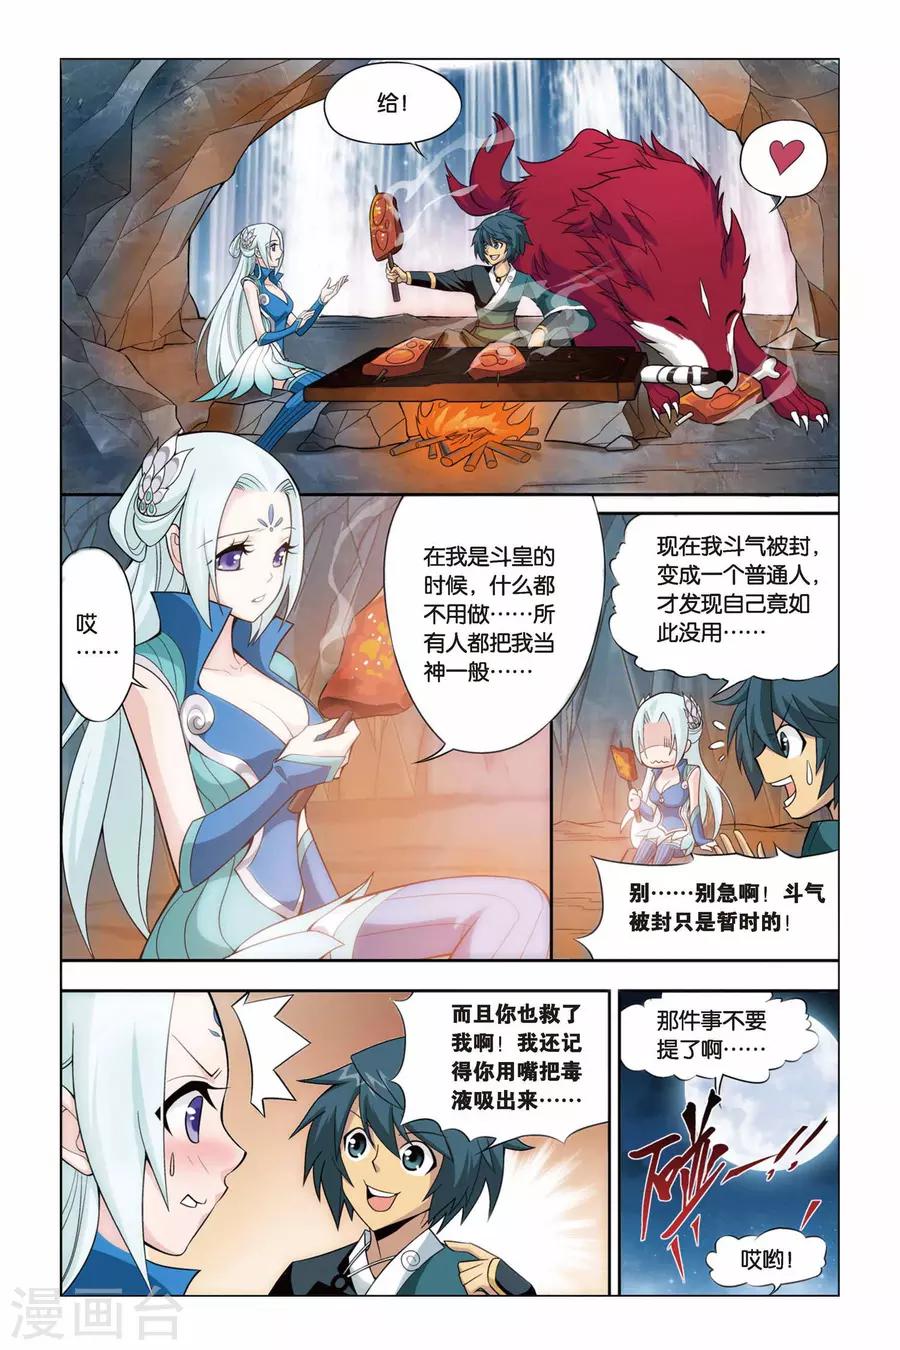 给！
哎
……
在我是斗皇的
时候，什么都
不用做……所
有人都把我当
神一般……
现在我斗气被封，
变成一个普通人，
才发现自己竟如
此没用……
别……别急啊！斗气
被封只是暂时的！
而且你也救了
我啊！我还记
得你用嘴把毒
液吸出来……
那件事不要
提了啊……
碰一!!
哎哟！
漫画台